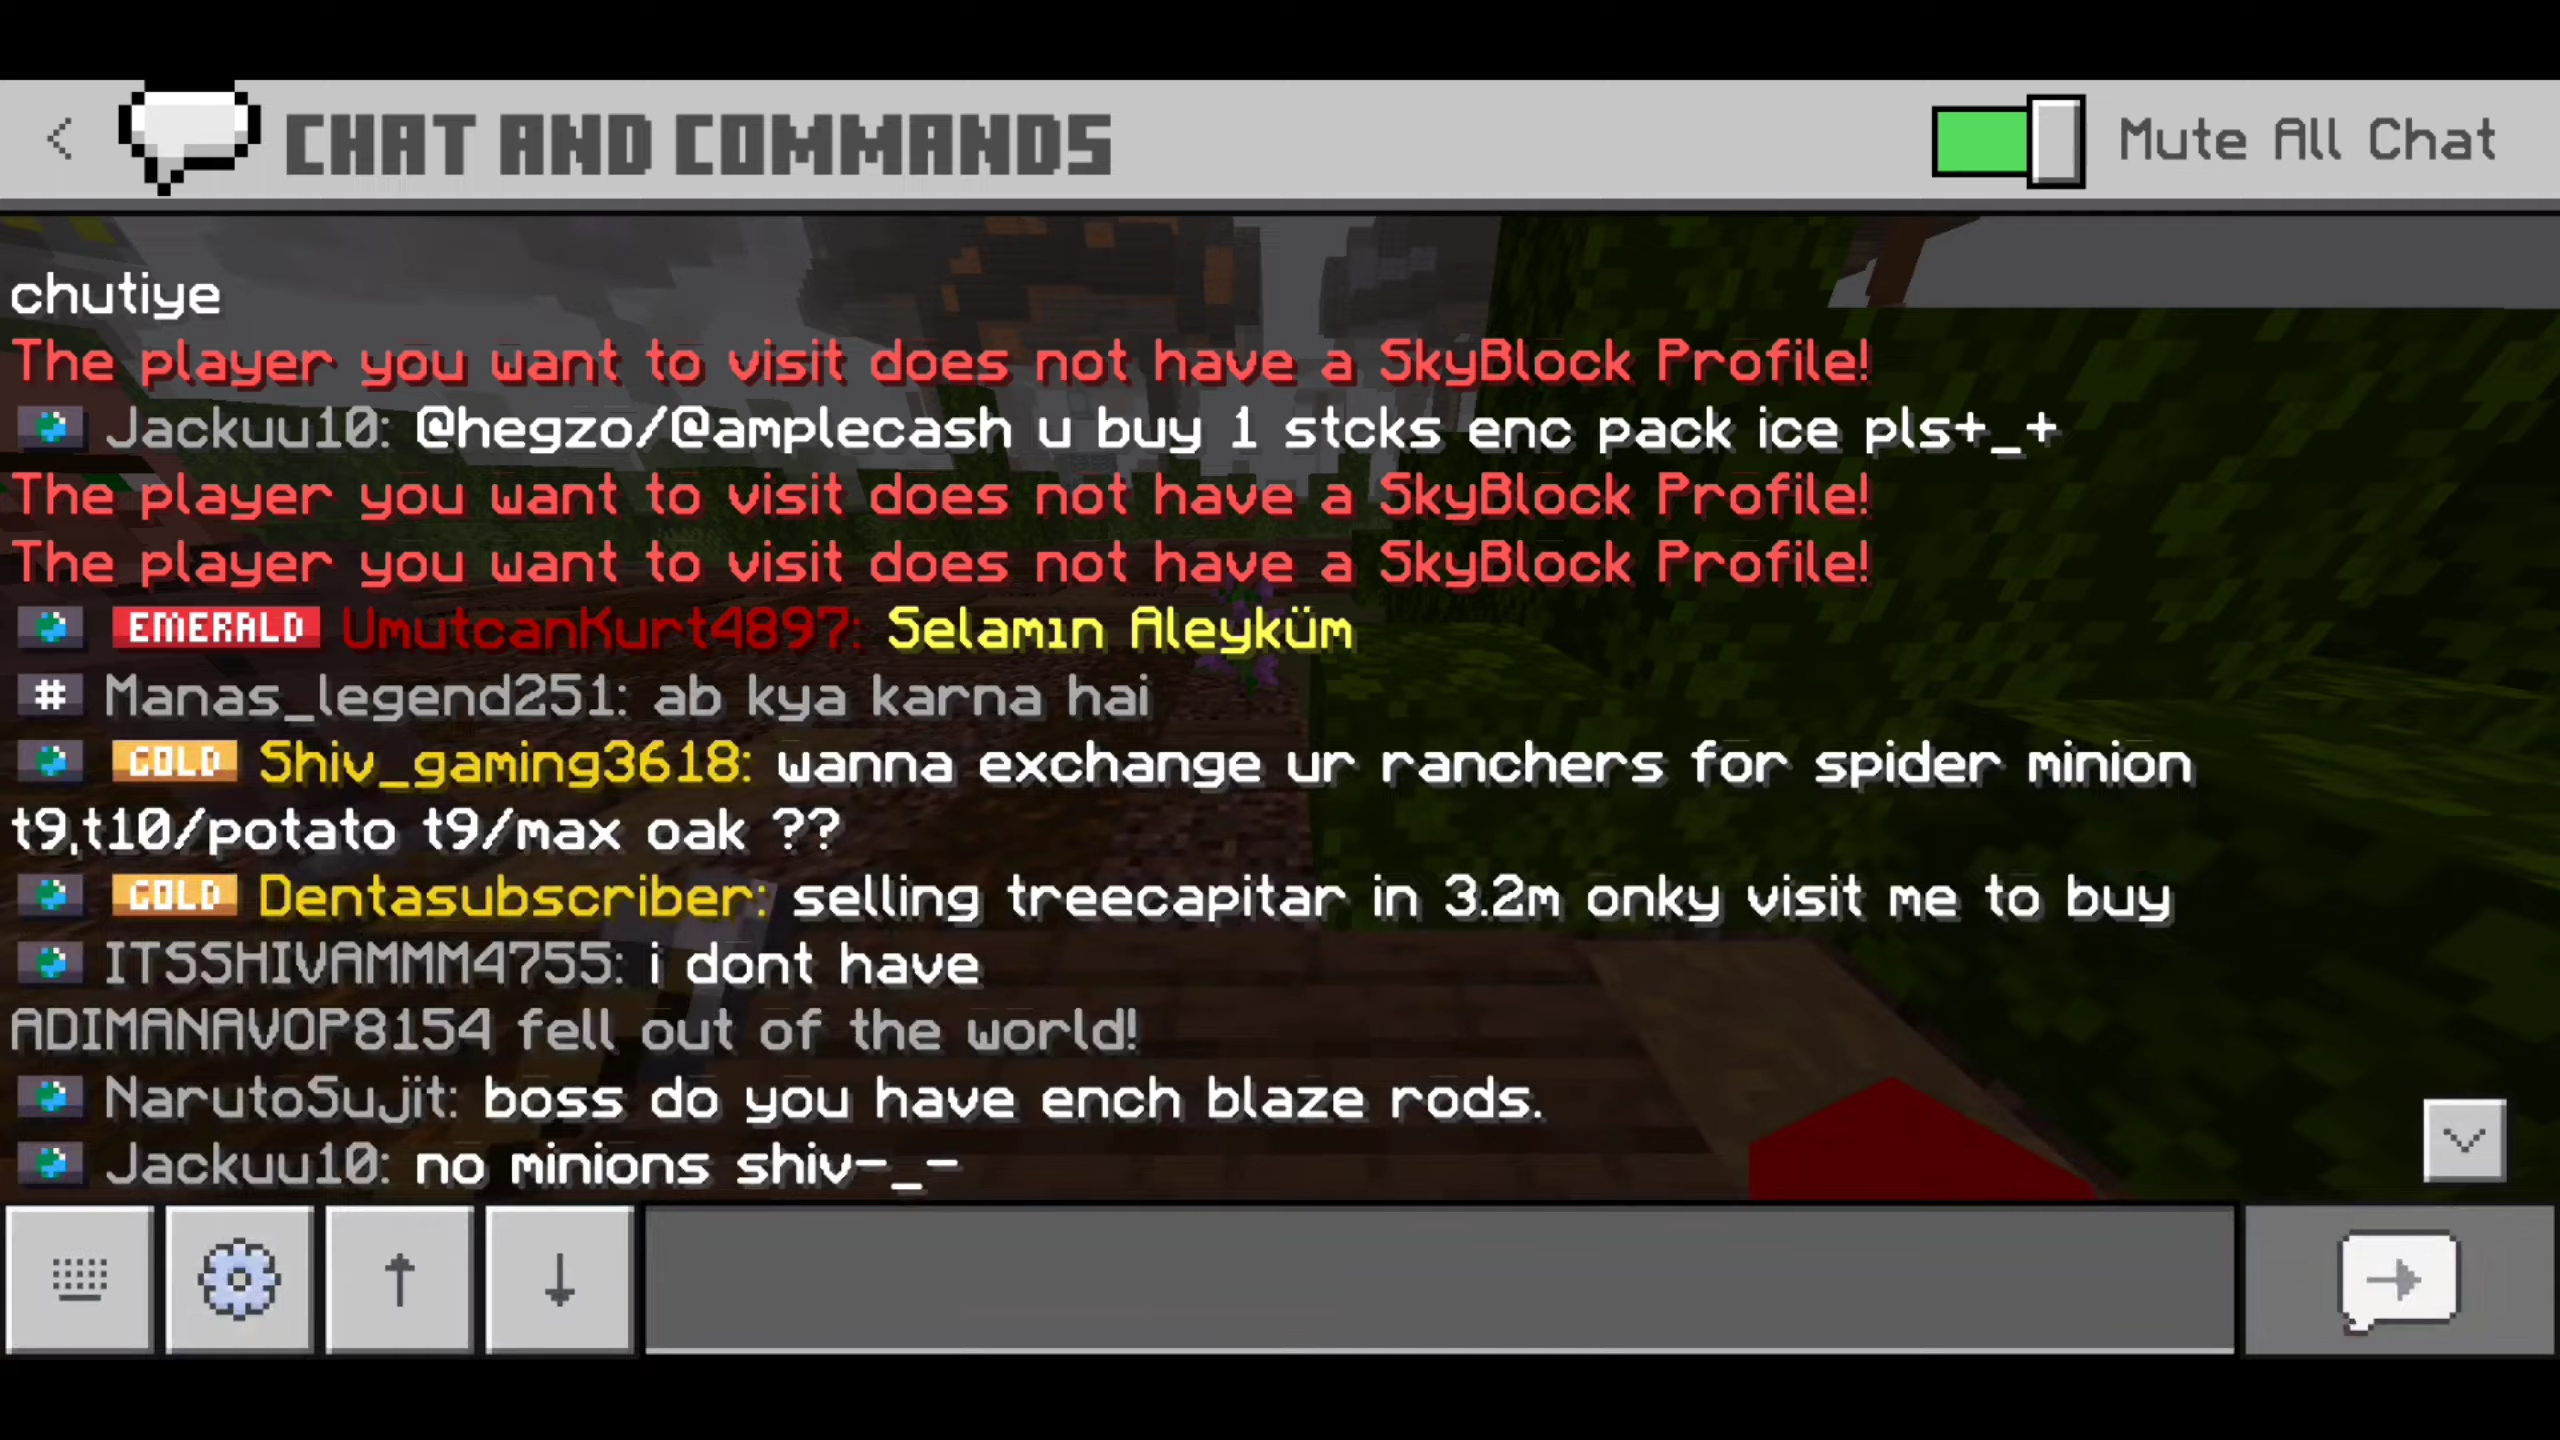 CHAT AND COMMANDS
Mute All Chat
chutiye
The player you want to visit does not have a SkyBlock Profile!
Jackuu10: @hegzo/@amplecash u buy 1 stcks enc pack ice pls+_+
The player you want to visit does not have a SkyBlock Profile!
The player you want to visit does not have a SkyBlock Profile!
EMERALD UmutcanKurt4897: Selamın Aleyküm
# Manas_legend251: ab kya karna hai
GOLD Shiv_gaming3618: wanna exchange ur ranchers for spider minion
t9,t10/potato t9/max oak ??
GOLD Dentasubscriber: selling treecapitar in 3.2m onky visit me to buy
ITSSHIVAMMM4755: i dont have
ADIMANAVOP8154 fell out of the world!
NarutoSujit: boss do you have ench blaze rods.
Jackuu10: no minions shiv-_-